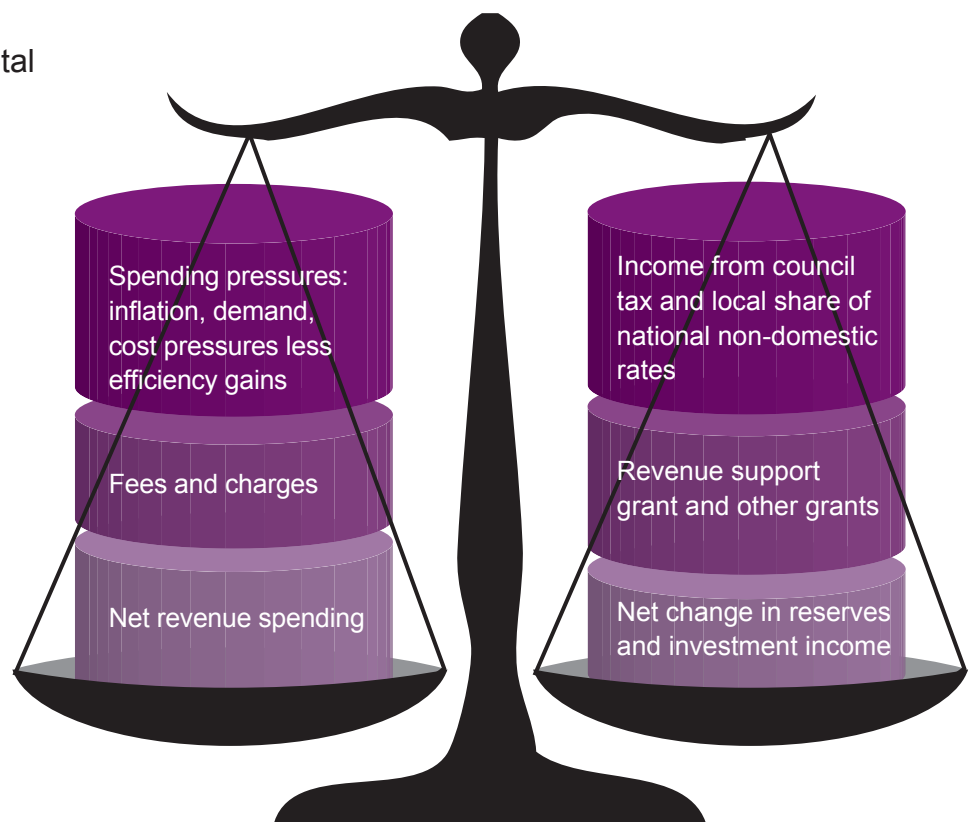 tal
Spending pressures:
inflation, demand,
cost pressures less
efficiency gains
Fees and charges
Net revenue spending
Income from council
tax and local share of
national non-domestic
rates
Revenue support
grant and other grants
Net change in reserves
and investment income